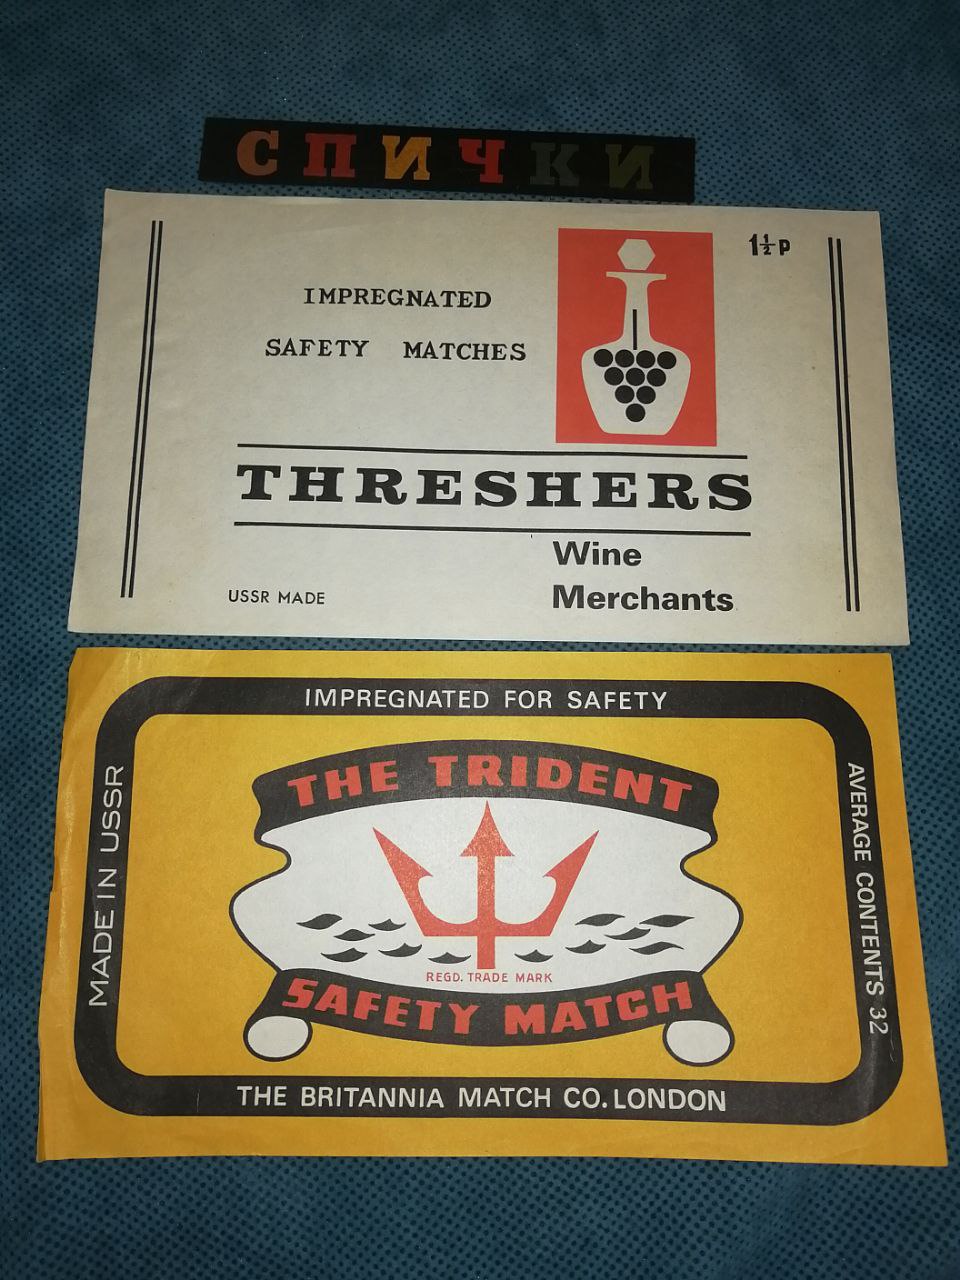 СПИЧКИ
1½P
IMPREGNATED
SAFETY MATCHES
THRESHERS
Wine
Merchants
USSR MADE
IMPREGNATED FOR SAFETY
MADE IN USSR
THE TRIDENT
REGD. TRADE MARK
SAFETY MATCH
AVERAGE CONTENTS 32
THE BRITANNIA MATCH CO. LONDON